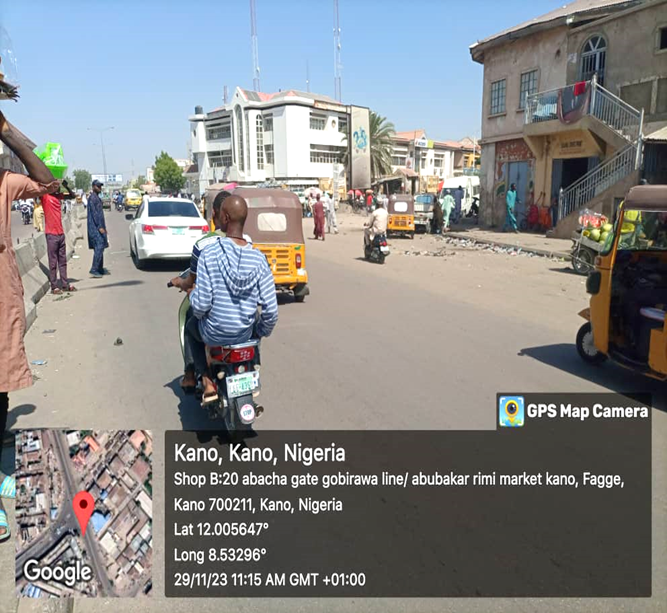 GPS Map Camera
Kano, Kano, Nigeria
Shop B:20 abacha gate gobirawa line/ abubakar rimi market kano, Fagge,
Kano 700211, Kano, Nigeria
Lat 12.005647°
Long 8.53296°
29/11/23 11:15 AM GMT +01:00
Google